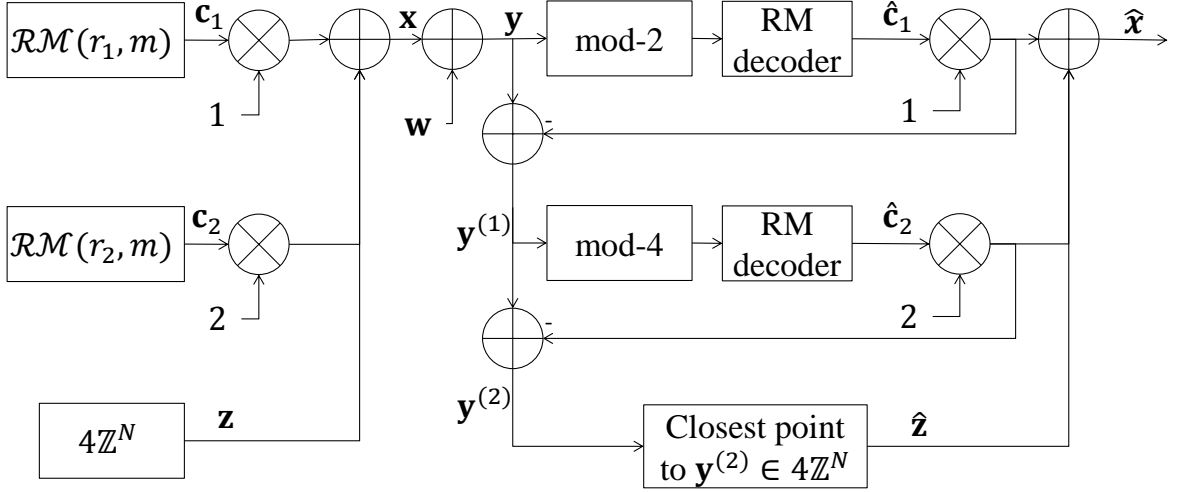 ℛℳ(𝑟₁, 𝑚)
𝐜₁
1
𝐱
𝐰
𝐲
mod-2
RM
decoder
𝐜̂₁
1
𝒙̂
-
ℛℳ(𝑟₂, 𝑚)
𝐜₂
2
𝐲⁽¹⁾
mod-4
RM
decoder
𝐜̂₂
2
-
4ℤᴺ
𝐳
𝐲⁽²⁾
Closest point
to 𝐲⁽²⁾ ∈ 4ℤᴺ
𝐳̂